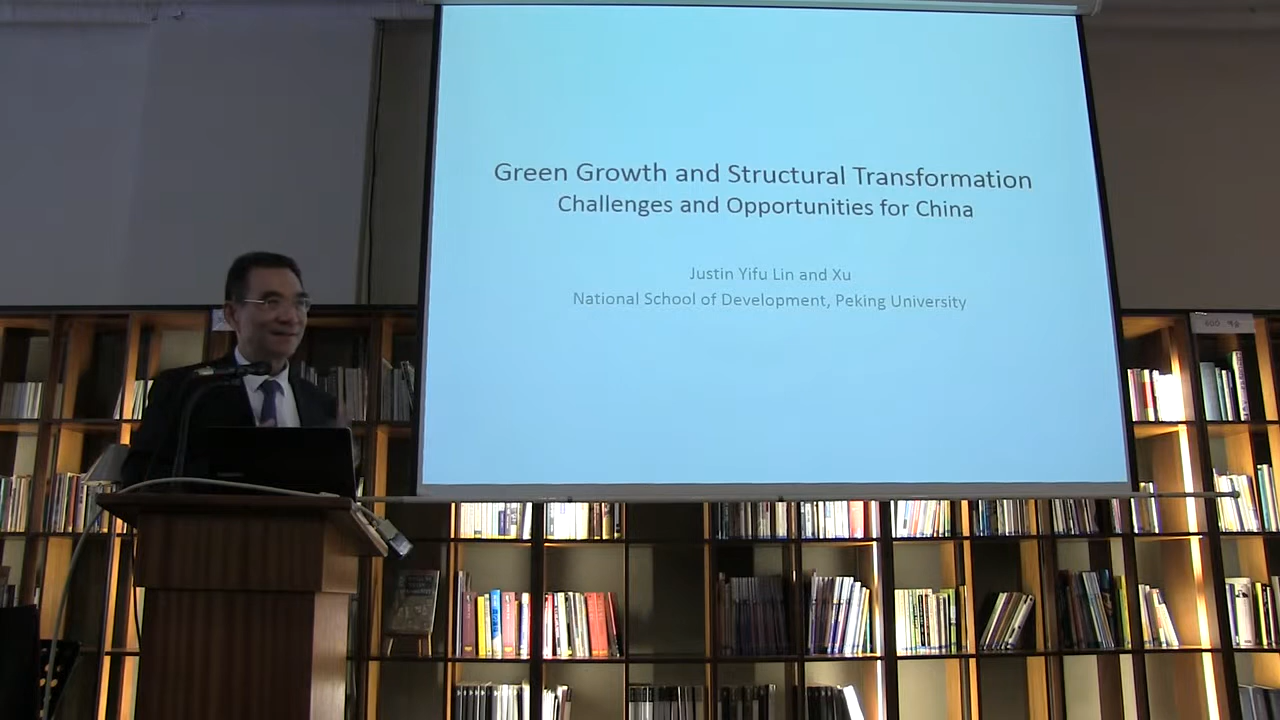 Green Growth and Structural Transformation
Challenges and Opportunities for China
Justin Yifu Lin and Xu
National School of Development, Peking University